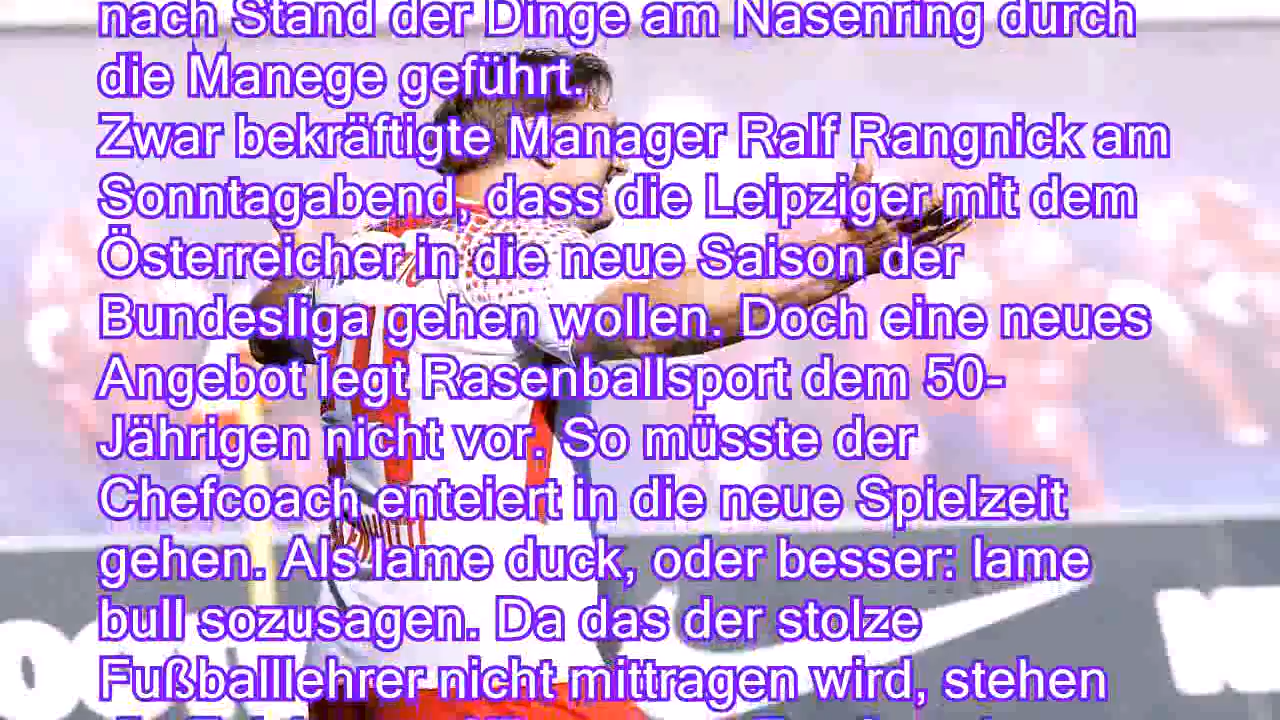 nach Stand der Dinge am Nasenring durch
die Manege geführt.
Zwar bekräftigte Manager Ralf Rangnick am
Sonntagabend, dass die Leipziger mit dem
Österreicher in die neue Saison der
Bundesliga gehen wollen. Doch eine neues
Angebot legt Rasenballsport dem 50-
Jährigen nicht vor. So müsste der
Chefcoach enteiert in die neue Spielzeit
gehen. Als lame duck, oder besser: lame
bull sozusagen. Da das der stolze
Fußballlehrer nicht mittragen wird, stehen